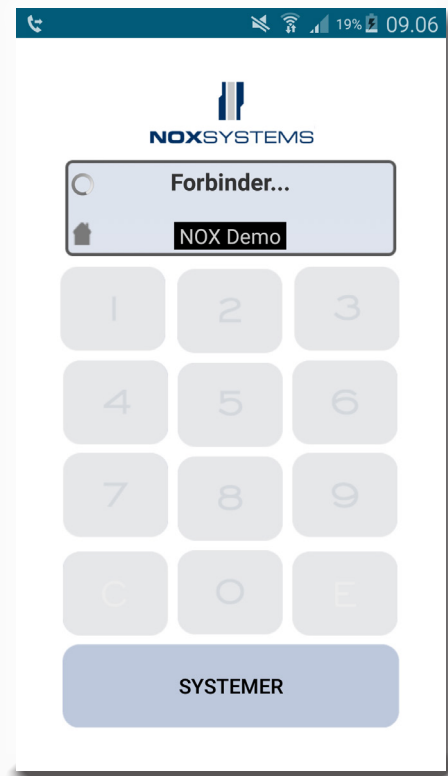 19% 09.06
NOXSYSTEMS
Forbinder...
NOX Demo
1 2 3
4 5 6
7 8 9
C 0 E
SYSTEMER